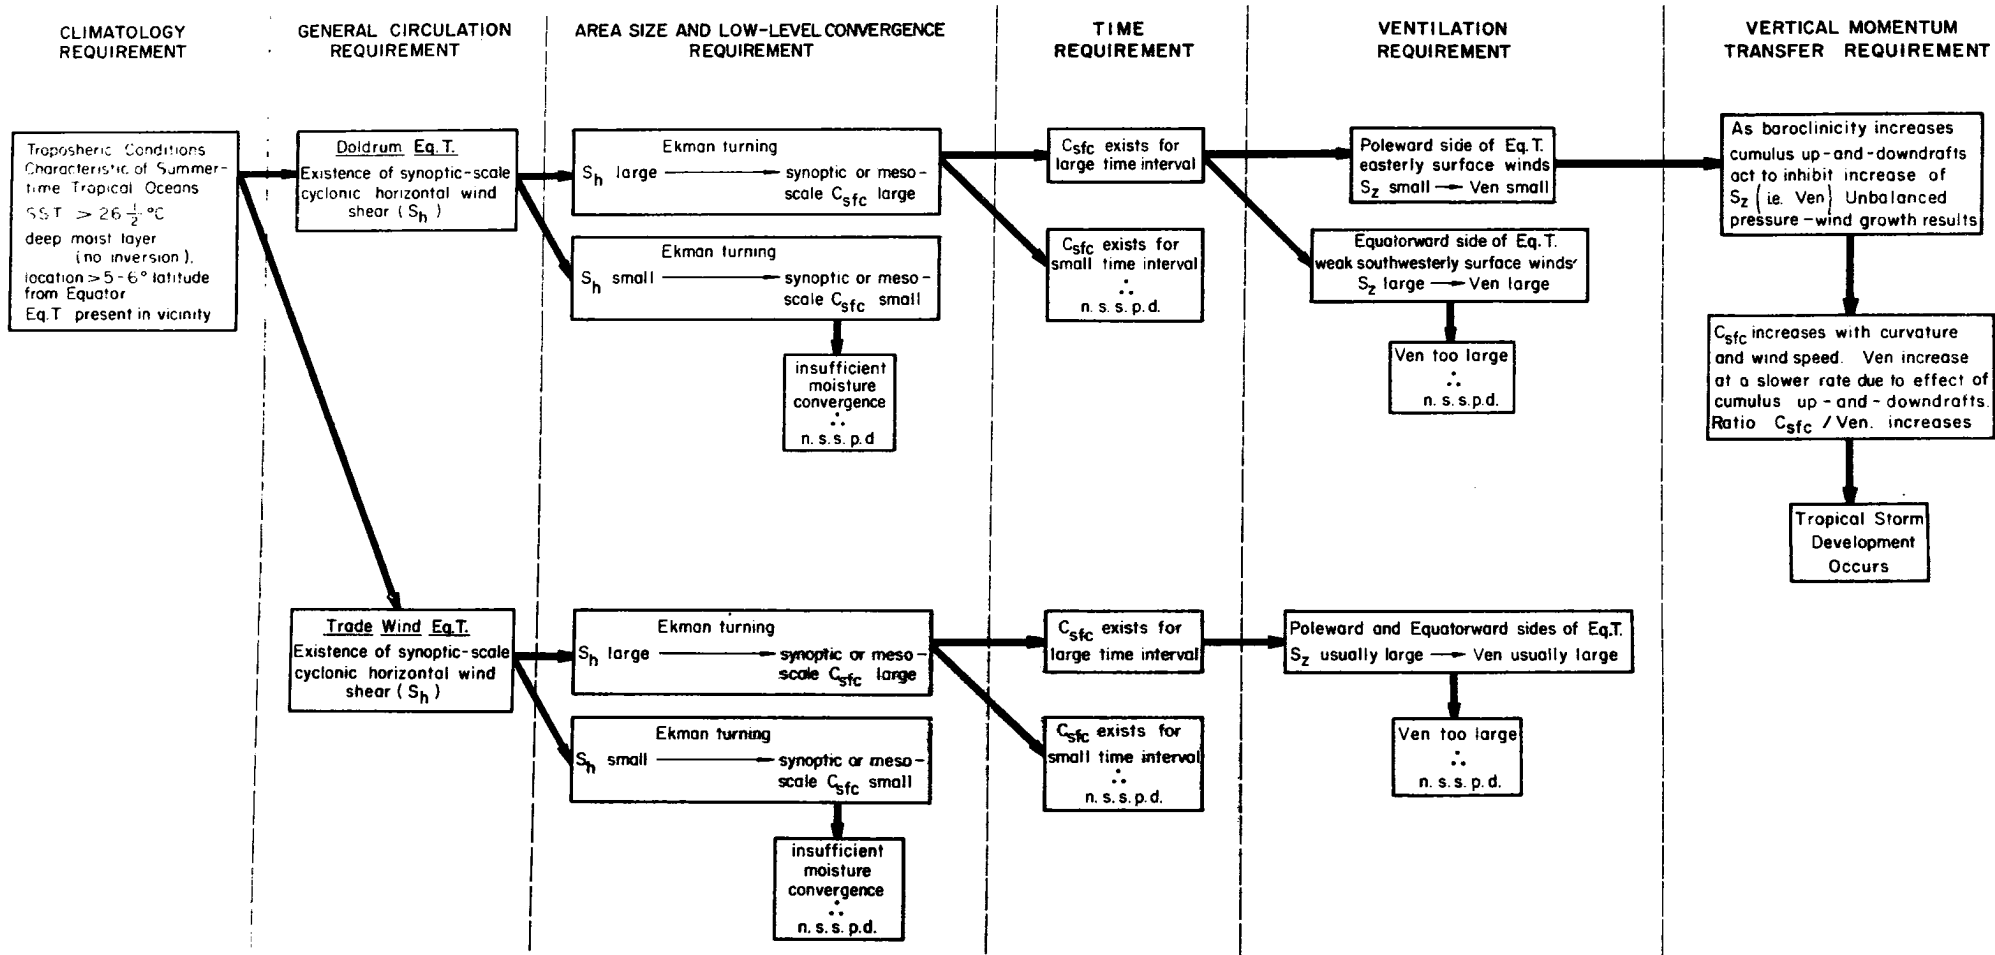 CLIMATOLOGY
REQUIREMENT
GENERAL CIRCULATION
REQUIREMENT
AREA SIZE AND LOW-LEVEL CONVERGENCE
REQUIREMENT
TIME
REQUIREMENT
VENTILATION
REQUIREMENT
VERTICAL MOMENTUM
TRANSFER REQUIREMENT
Troposheric Conditions
Characteristic of Summer-
time Tropical Oceans
SST > 26 1/2 °C
deep moist layer
(no inversion).
location > 5-6° latitude
from Equator
Eq.T present in vicinity
Doldrum Eq.T.
Existence of synoptic-scale
cyclonic horizontal wind
shear (Sh)
Ekman turning
Sh large → synoptic or meso-
scale Csfc large
Ekman turning
Sh small → synoptic or meso-
scale Csfc small
insufficient
moisture
convergence
∴
n. s. s. p. d
Csfc exists for
large time interval
Csfc exists for
small time interval
∴
n. s. s. p. d.
Poleward side of Eq.T.
easterly surface winds
Sz small → Ven small
Equatorward side of Eq.T.
weak southwesterly surface winds
Sz large → Ven large
Ven too large
∴
n. s. s. p. d.
As baroclinicity increases
cumulus up-and-downdrafts
act to inhibit increase of
Sz (i.e. Ven) Unbalanced
pressure-wind growth results
Csfc increases with curvature
and wind speed. Ven increase
at a slower rate due to effect of
cumulus up-and-downdrafts.
Ratio Csfc / Ven. increases
Tropical Storm
Development
Occurs
Trade Wind Eq.T.
Existence of synoptic-scale
cyclonic horizontal wind
shear (Sh)
Ekman turning
Sh large → synoptic or meso-
scale Csfc large
Ekman turning
Sh small → synoptic or meso-
scale Csfc small
insufficient
moisture
convergence
∴
n. s. s. p. d.
Csfc exists for
large time interval
Csfc exists for
small time interval
∴
n. s. s. p. d.
Poleward and Equatorward sides of Eq.T.
Sz usually large → Ven usually large
Ven too large
∴
n. s. s. p. d.